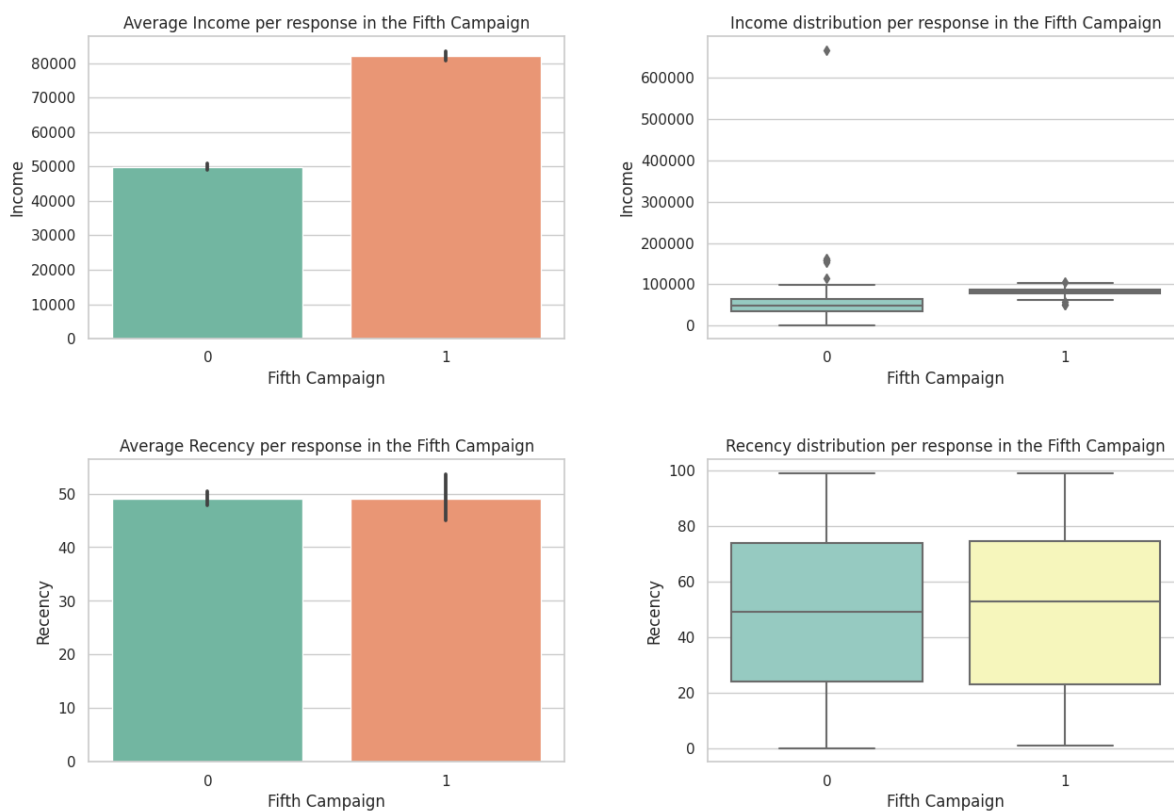 Average Income per response in the Fifth Campaign
80000
70000
60000
50000
40000
30000
20000
10000
0
Income
0 1
Fifth Campaign
Income distribution per response in the Fifth Campaign
600000
500000
400000
300000
200000
100000
0
Income
0 1
Fifth Campaign
Average Recency per response in the Fifth Campaign
50
40
30
20
10
0
Recency
0 1
Fifth Campaign
Recency distribution per response in the Fifth Campaign
100
80
60
40
20
0
Recency
0 1
Fifth Campaign